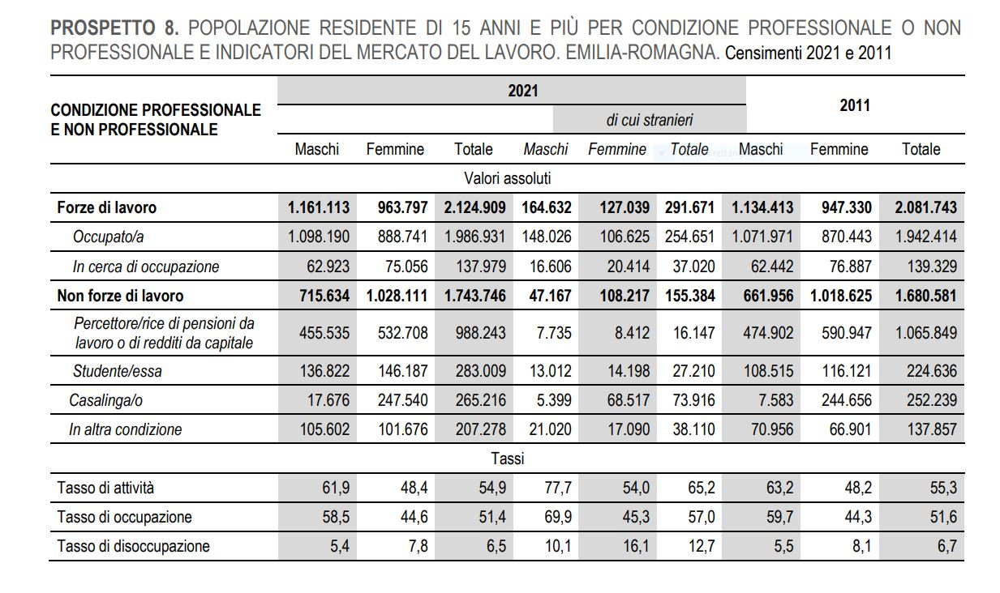 PROSPETTO 8. POPOLAZIONE RESIDENTE DI 15 ANNI E PIÙ PER CONDIZIONE PROFESSIONALE O NON
PROFESSIONALE E INDICATORI DEL MERCATO DEL LAVORO. EMILIA-ROMAGNA. Censimenti 2021 e 2011
CONDIZIONE PROFESSIONALE
E NON PROFESSIONALE
2021
2011
di cui stranieri
Maschi Femmine Totale Maschi Femmine Totale Maschi Femmine Totale
Valori assoluti
Forze di lavoro 1.161.113 963.797 2.124.909 164.632 127.039 291.671 1.134.413 947.330 2.081.743
Occupato/a 1.098.190 888.741 1.986.931 148.026 106.625 254.651 1.071.971 870.443 1.942.414
In cerca di occupazione 62.923 75.056 137.979 16.606 20.414 37.020 62.442 76.887 139.329
Non forze di lavoro 715.634 1.028.111 1.743.746 47.167 108.217 155.384 661.956 1.018.625 1.680.581
Percettore/rice di pensioni da
lavoro o di redditi da capitale 455.535 532.708 988.243 7.735 8.412 16.147 474.902 590.947 1.065.849
Studente/essa 136.822 146.187 283.009 13.012 14.198 27.210 108.515 116.121 224.636
Casalinga/o 17.676 247.540 265.216 5.399 68.517 73.916 7.583 244.656 252.239
In altra condizione 105.602 101.676 207.278 21.020 17.090 38.110 70.956 66.901 137.857
Tassi
Tasso di attività 61,9 48,4 54,9 77,7 54,0 65,2 63,2 48,2 55,3
Tasso di occupazione 58,5 44,6 51,4 69,9 45,3 57,0 59,7 44,3 51,6
Tasso di disoccupazione 5,4 7,8 6,5 10,1 16,1 12,7 5,5 8,1 6,7